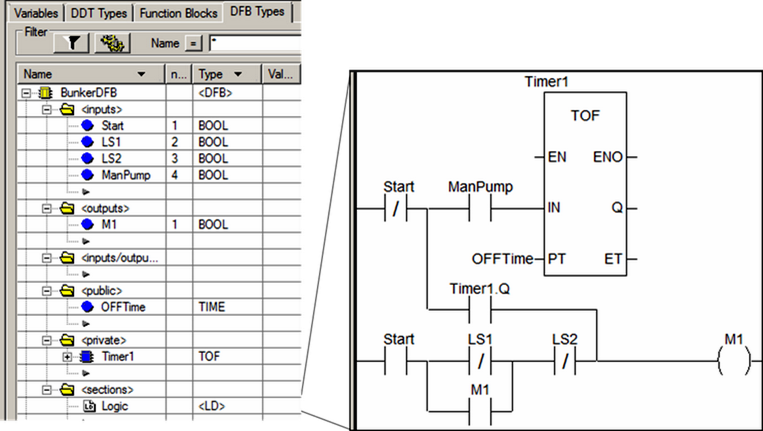 Variables DDT Types Function Blocks DFB Types
Filter
Name = *
Name n... Type Val...
BunkerDFB <DFB>
<inputs>
Start 1 BOOL
LS1 2 BOOL
LS2 3 BOOL
ManPump 4 BOOL
<outputs>
M1 1 BOOL
<inputs/outpu...
<public>
OFFTime TIME
<private>
Timer1 TOF
<sections>
Logic <LD>
Timer1
TOF
EN ENO
Start ManPump
IN Q
OFFTime PT ET
Timer1.Q
Start LS1 LS2 M1
M1